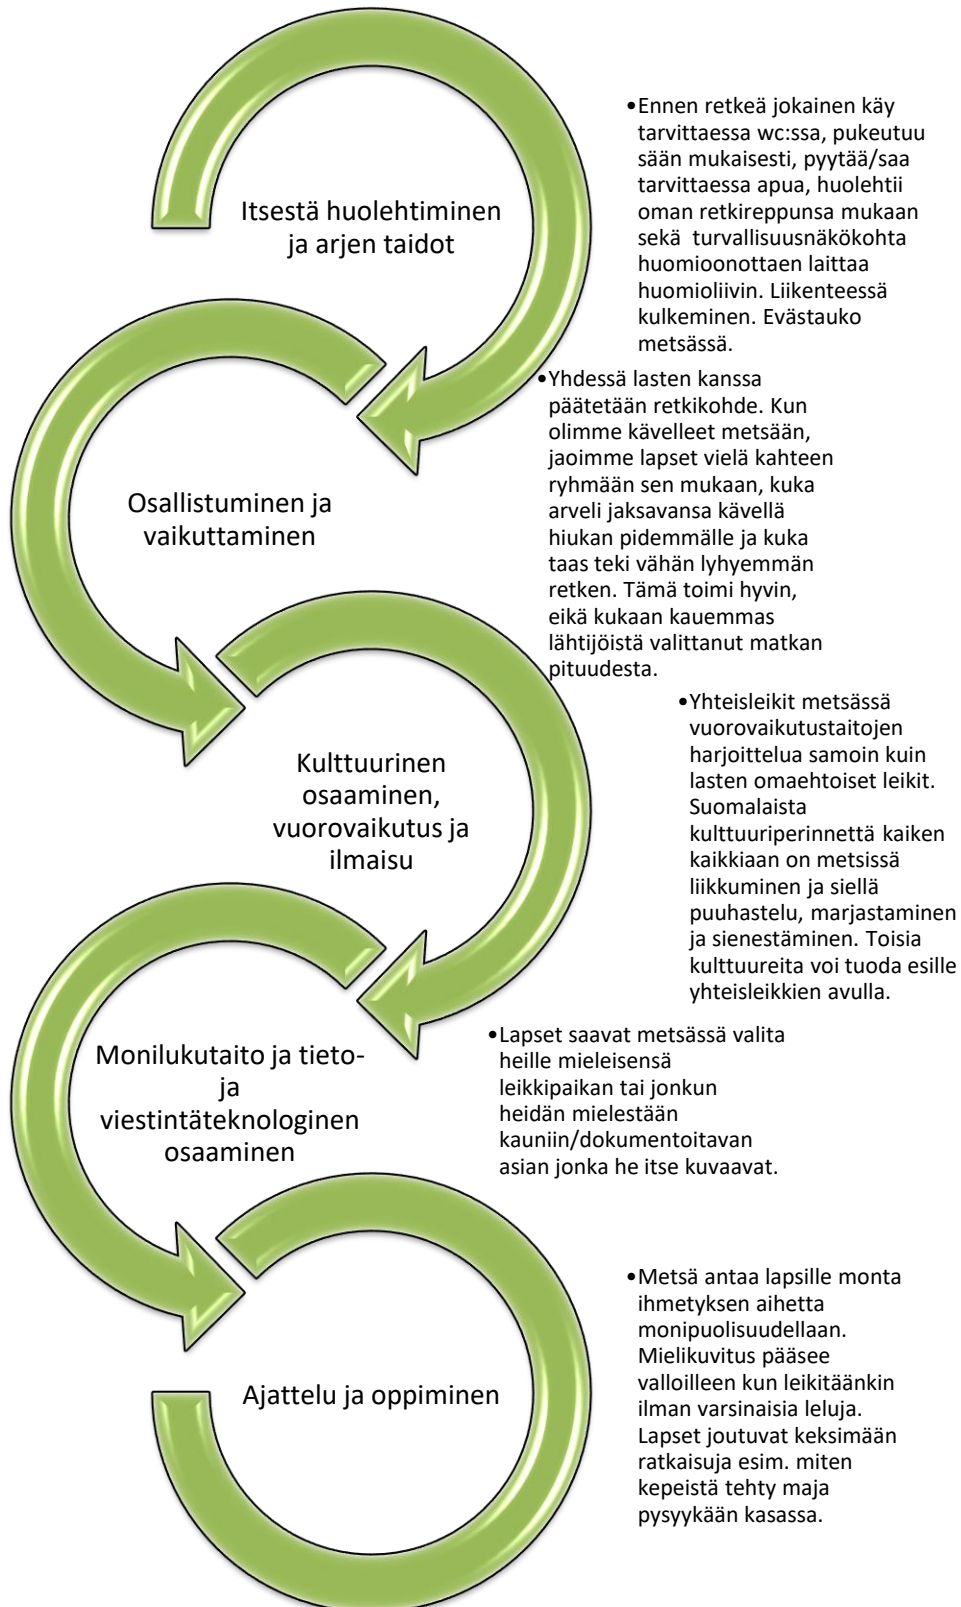 Itsestä huolehtiminen
ja arjen taidot
•Ennen retkeä jokainen käy
tarvittaessa wc:ssa, pukeutuu
sään mukaisesti, pyytää/saa
tarvittaessa apua, huolehtii
oman retkireppunsa mukaan
sekä turvallisuusnäkökohta
huomioonottaen laittaa
huomioliivin. Liikenteessä
kulkeminen. Evästauko
metsässä.
Osallistuminen ja
vaikuttaminen
•Yhdessä lasten kanssa
päätetään retkikohde. Kun
olimme kävelleet metsään,
jaoimme lapset vielä kahteen
ryhmään sen mukaan, kuka
arveli jaksavansa kävellä
hiukan pidemmälle ja kuka
taas teki vähän lyhyemmän
retken. Tämä toimi hyvin,
eikä kukaan kauemmas
lähtijöistä valittanut matkan
pituudesta.
Kulttuurinen
osaaminen,
vuorovaikutus ja
ilmaisu
•Yhteisleikit metsässä
vuorovaikutustaitojen
harjoittelua samoin kuin
lasten omaehtoiset leikit.
Suomalaista
kulttuuriperinnettä kaiken
kaikkiaan on metsissä
liikkuminen ja siellä
puuhastelu, marjastaminen
ja sienestäminen. Toisia
kulttuureita voi tuoda esille
yhteisleikkien avulla.
Monilukutaito ja tieto-
ja
viestintäteknologinen
osaaminen
•Lapset saavat metsässä valita
heille mieleisensä
leikkipaikan tai jonkun
heidän mielestään
kauniin/dokumentoitavan
asian jonka he itse kuvaavat.
Ajattelu ja oppiminen
•Metsä antaa lapsille monta
ihmetyksen aihetta
monipuolisuudellaan.
Mielikuvitus pääsee
valloilleen kun leikitäänkin
ilman varsinaisia leluja.
Lapset joutuvat keksimään
ratkaisuja esim. miten
kepeistä tehty maja
pysyykään kasassa.